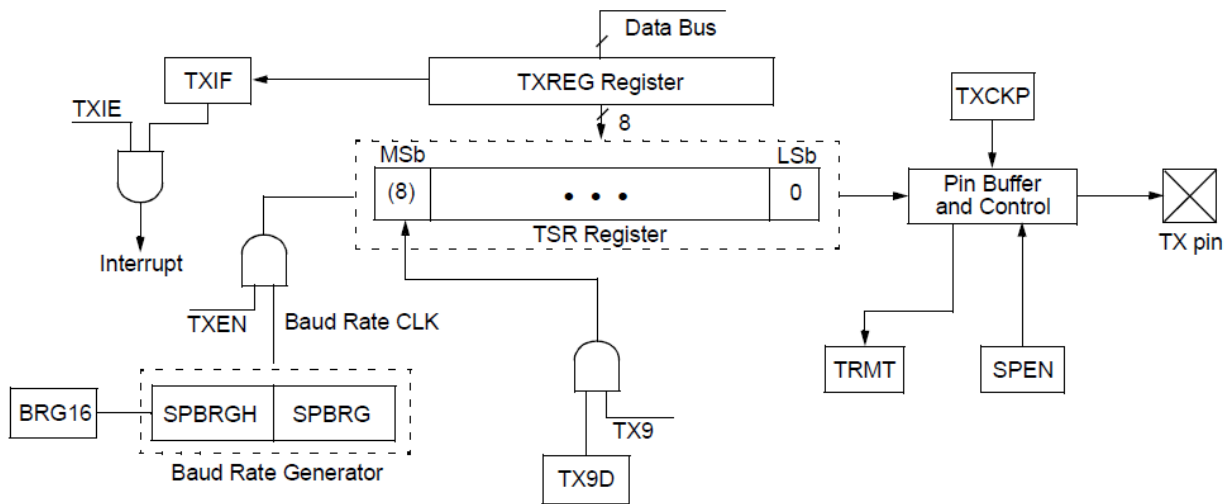 Data Bus
TXIF
TXREG Register
TXCKP
TXIE
8
MSb
LSb
(8)
• • •
0
Pin Buffer
and Control
TSR Register
TX pin
Interrupt
TXEN
Baud Rate CLK
TRMT
SPEN
BRG16
SPBRGH
SPBRG
TX9
Baud Rate Generator
TX9D